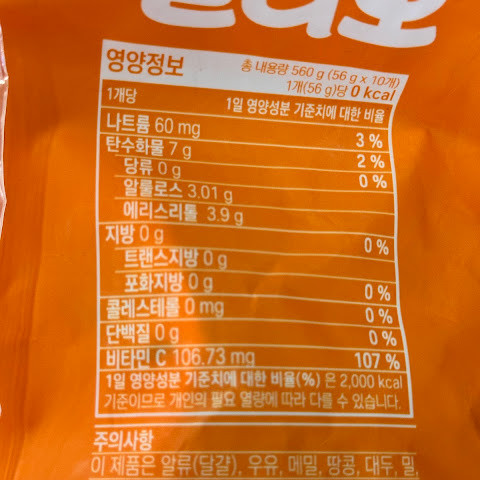 영양정보
총 내용량 560 g (56 g x 10개)
1개(56 g)당 0 kcal
1개당 1일 영양성분 기준치에 대한 비율
나트륨 60 mg 3 %
탄수화물 7 g 2 %
당류 0 g 0 %
알룰로스 3.01 g
에리스리톨 3.9 g
지방 0 g 0 %
트랜스지방 0 g
포화지방 0 g 0 %
콜레스테롤 0 mg 0 %
단백질 0 g 0 %
비타민 C 106.73 mg 107 %
1일 영양성분 기준치에 대한 비율(%) 은 2,000 kcal
기준이므로 개인의 필요 열량에 따라 다를 수 있습니다.
주의사항
이 제품은 알류(달걀), 우유, 메밀, 땅콩, 대두, 밀,